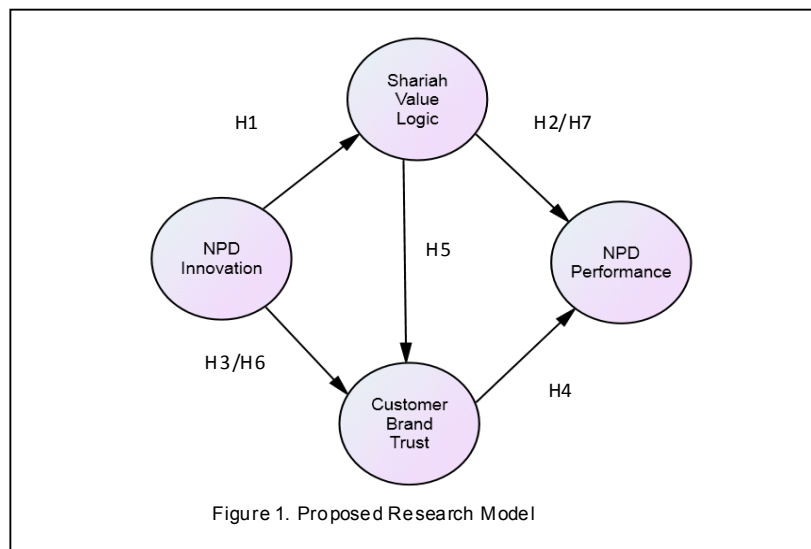 Shariah
Value
Logic
H1
H2/H7
NPD
Innovation
H5
NPD
Performance
H3/H6
H4
Customer
Brand
Trust
Figure 1. Proposed Research Model